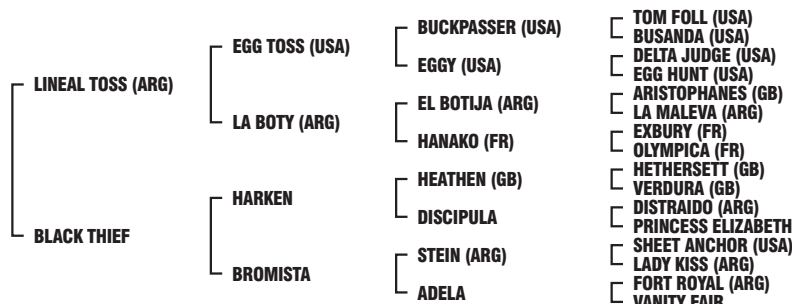 LINEAL TOSS (ARG)
BLACK THIEF
EGG TOSS (USA)
LA BOTY (ARG)
HARKEN
BROMISTA
BUCKPASSER (USA)
EGGY (USA)
EL BOTIJA (ARG)
HANAKO (FR)
HEATHEN (GB)
DISCIPULA
STEIN (ARG)
ADELA
TOM FOLL (USA)
BUSANDA (USA)
DELTA JUDGE (USA)
EGG HUNT (USA)
ARISTOPHANES (GB)
LA MALEVA (ARG)
EXBURY (FR)
OLYMPICA (FR)
HETHERSETT (GB)
VERDURA (GB)
DISTRAIDO (ARG)
PRINCESS ELIZABETH
SHEET ANCHOR (USA)
LADY KISS (ARG)
FORT ROYAL (ARG)
VANITY FAIR